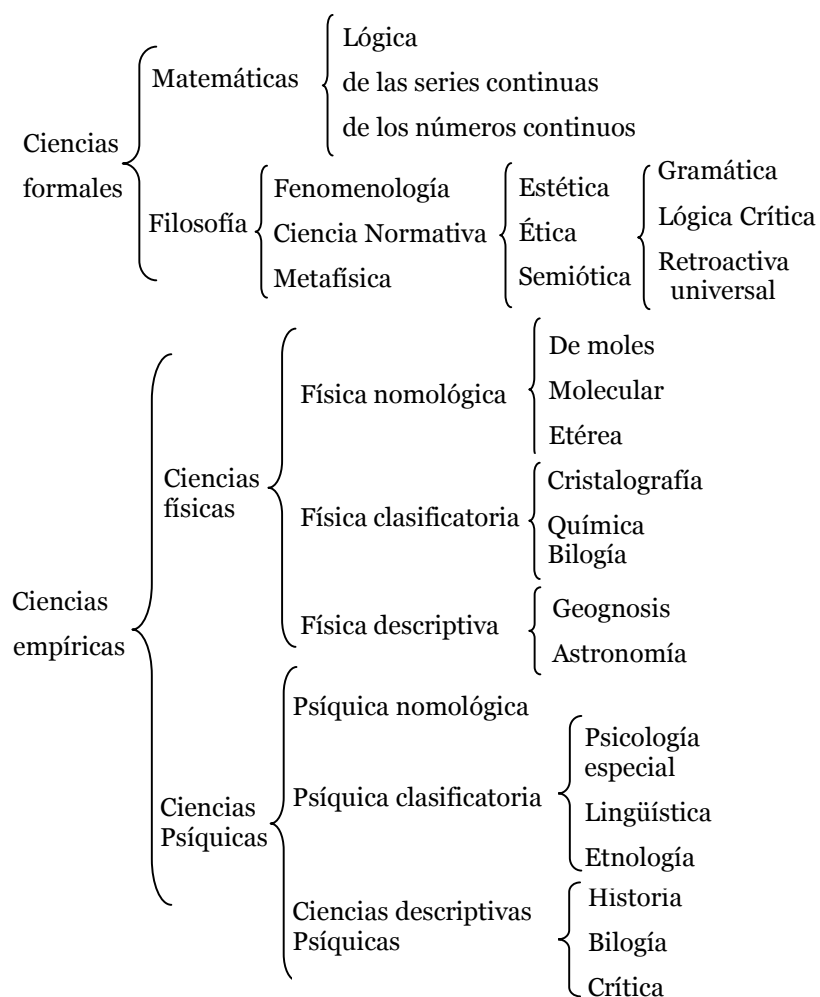 Ciencias
formales
Matemáticas
Lógica
de las series continuas
de los números continuos
Filosofía
Fenomenología
Ciencia Normativa
Metafísica
Estética
Ética
Semiótica
Gramática
Lógica Crítica
Retroactiva
universal
Ciencias
empíricas
Ciencias
físicas
Física nomológica
De moles
Molecular
Etérea
Física clasificatoria
Cristalografía
Química
Bilogía
Física descriptiva
Geognosis
Astronomía
Ciencias
Psíquicas
Psíquica nomológica
Psíquica clasificatoria
Psicología
especial
Lingüística
Etnología
Ciencias descriptivas
Psíquicas
Historia
Bilogía
Crítica